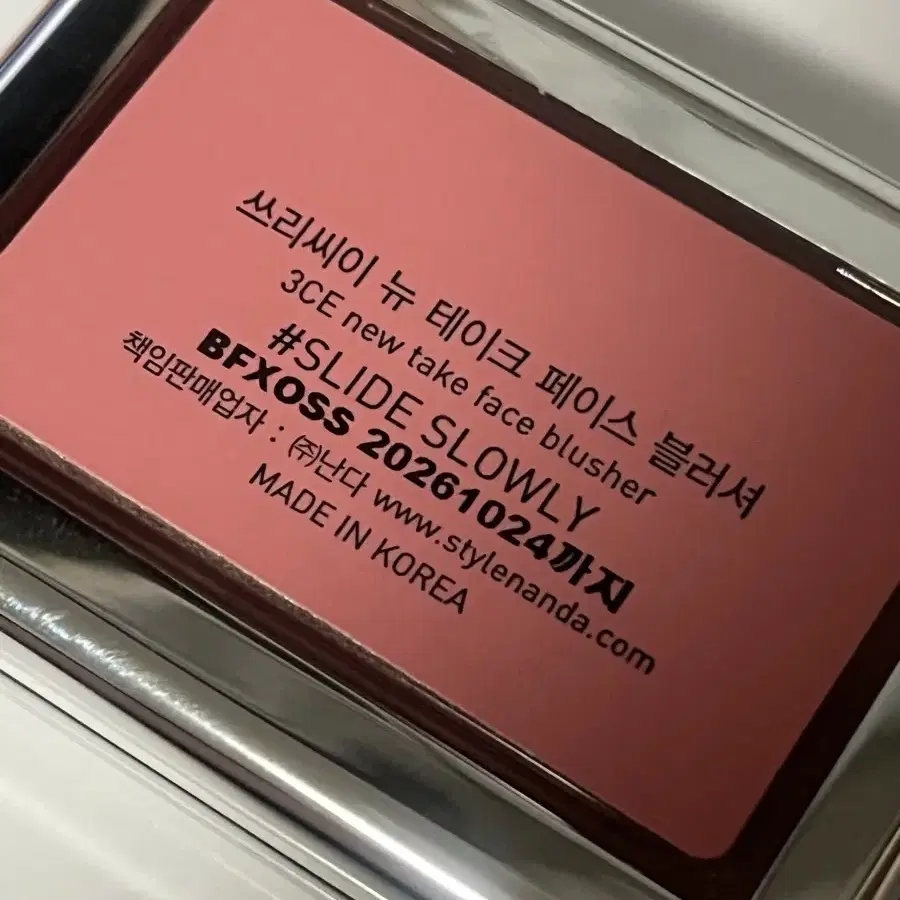 쓰리씨이 뉴 테이크 페이스 블러셔
3CE new take face blusher
#SLIDE SLOWLY
BFXOSS 20261024까지
책임판매업자 : ㈜난다 www.stylenanda.com
MADE IN KOREA